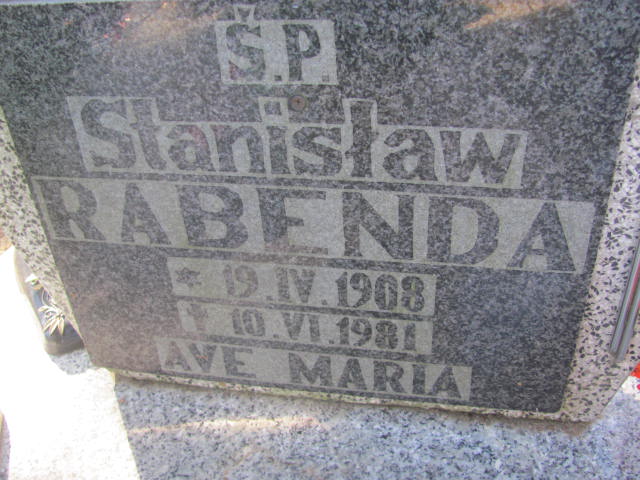 Ś.P.
Stanisław
RABENDA
* 19.IV.1908
† 10.VI.1981
AVE MARIA